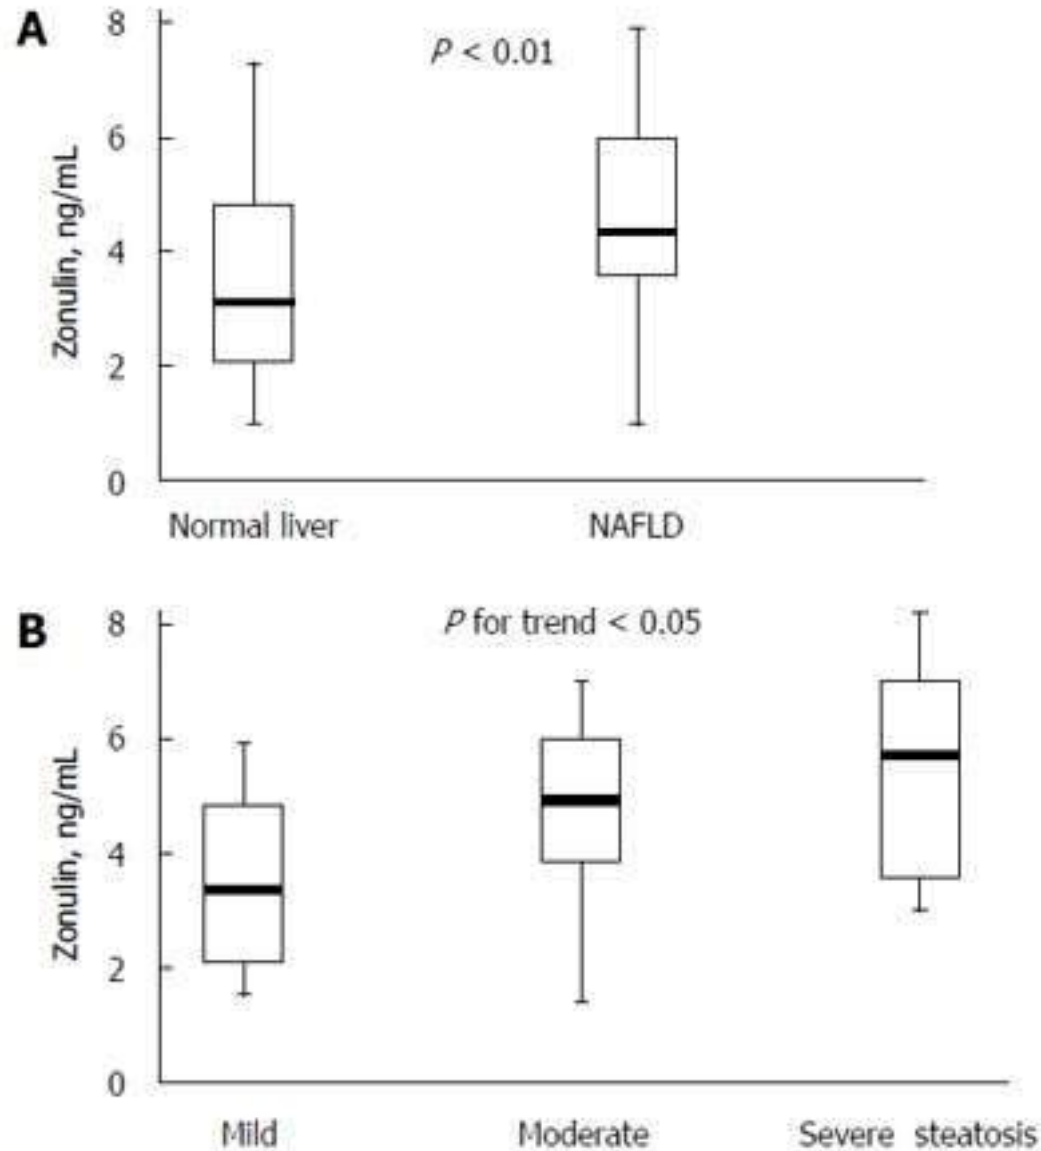 A
P < 0.01
Zonulin, ng/mL
8
6
4
2
0
Normal liver
NAFLD
B
P for trend < 0.05
Zonulin, ng/mL
8
6
4
2
0
Mild
Moderate
Severe steatosis